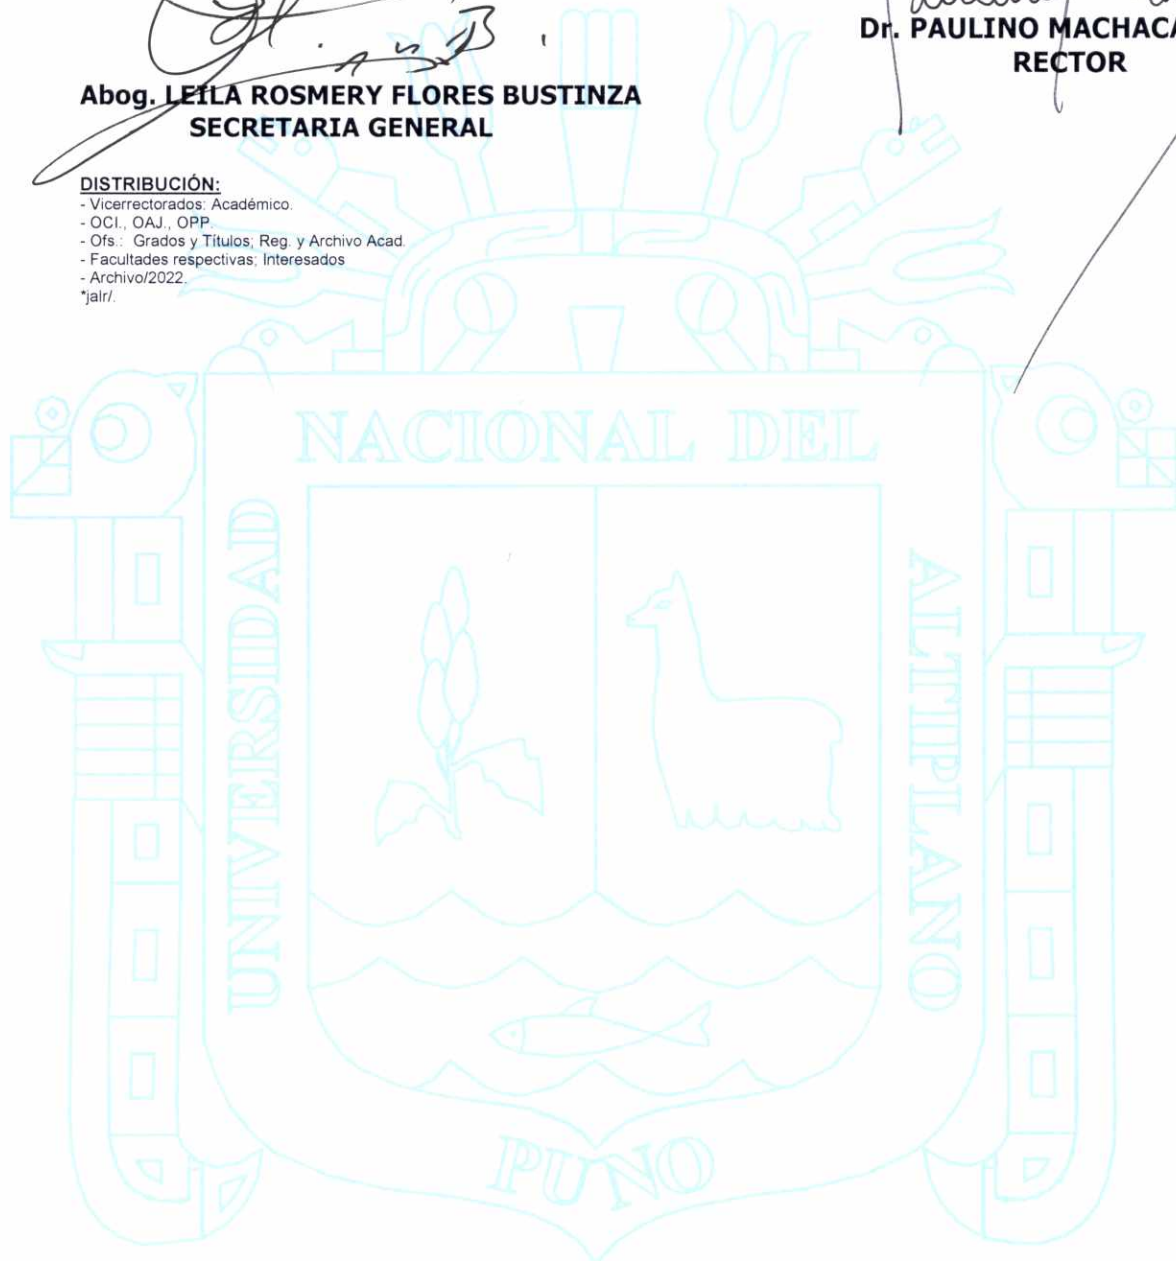 Dr. PAULINO MACHACA
RECTOR
Abog. LEILA ROSMERY FLORES BUSTINZA
SECRETARIA GENERAL
DISTRIBUCIÓN:
- Vicerrectorados: Académico.
- OCI., OAJ., OPP.
- Ofs.: Grados y Títulos; Reg. y Archivo Acad.
- Facultades respectivas; Interesados
- Archivo/2022.
*jalr/.
NACIONAL DEL
UNIVERSIDAD
ALTIPLANO
PUNO